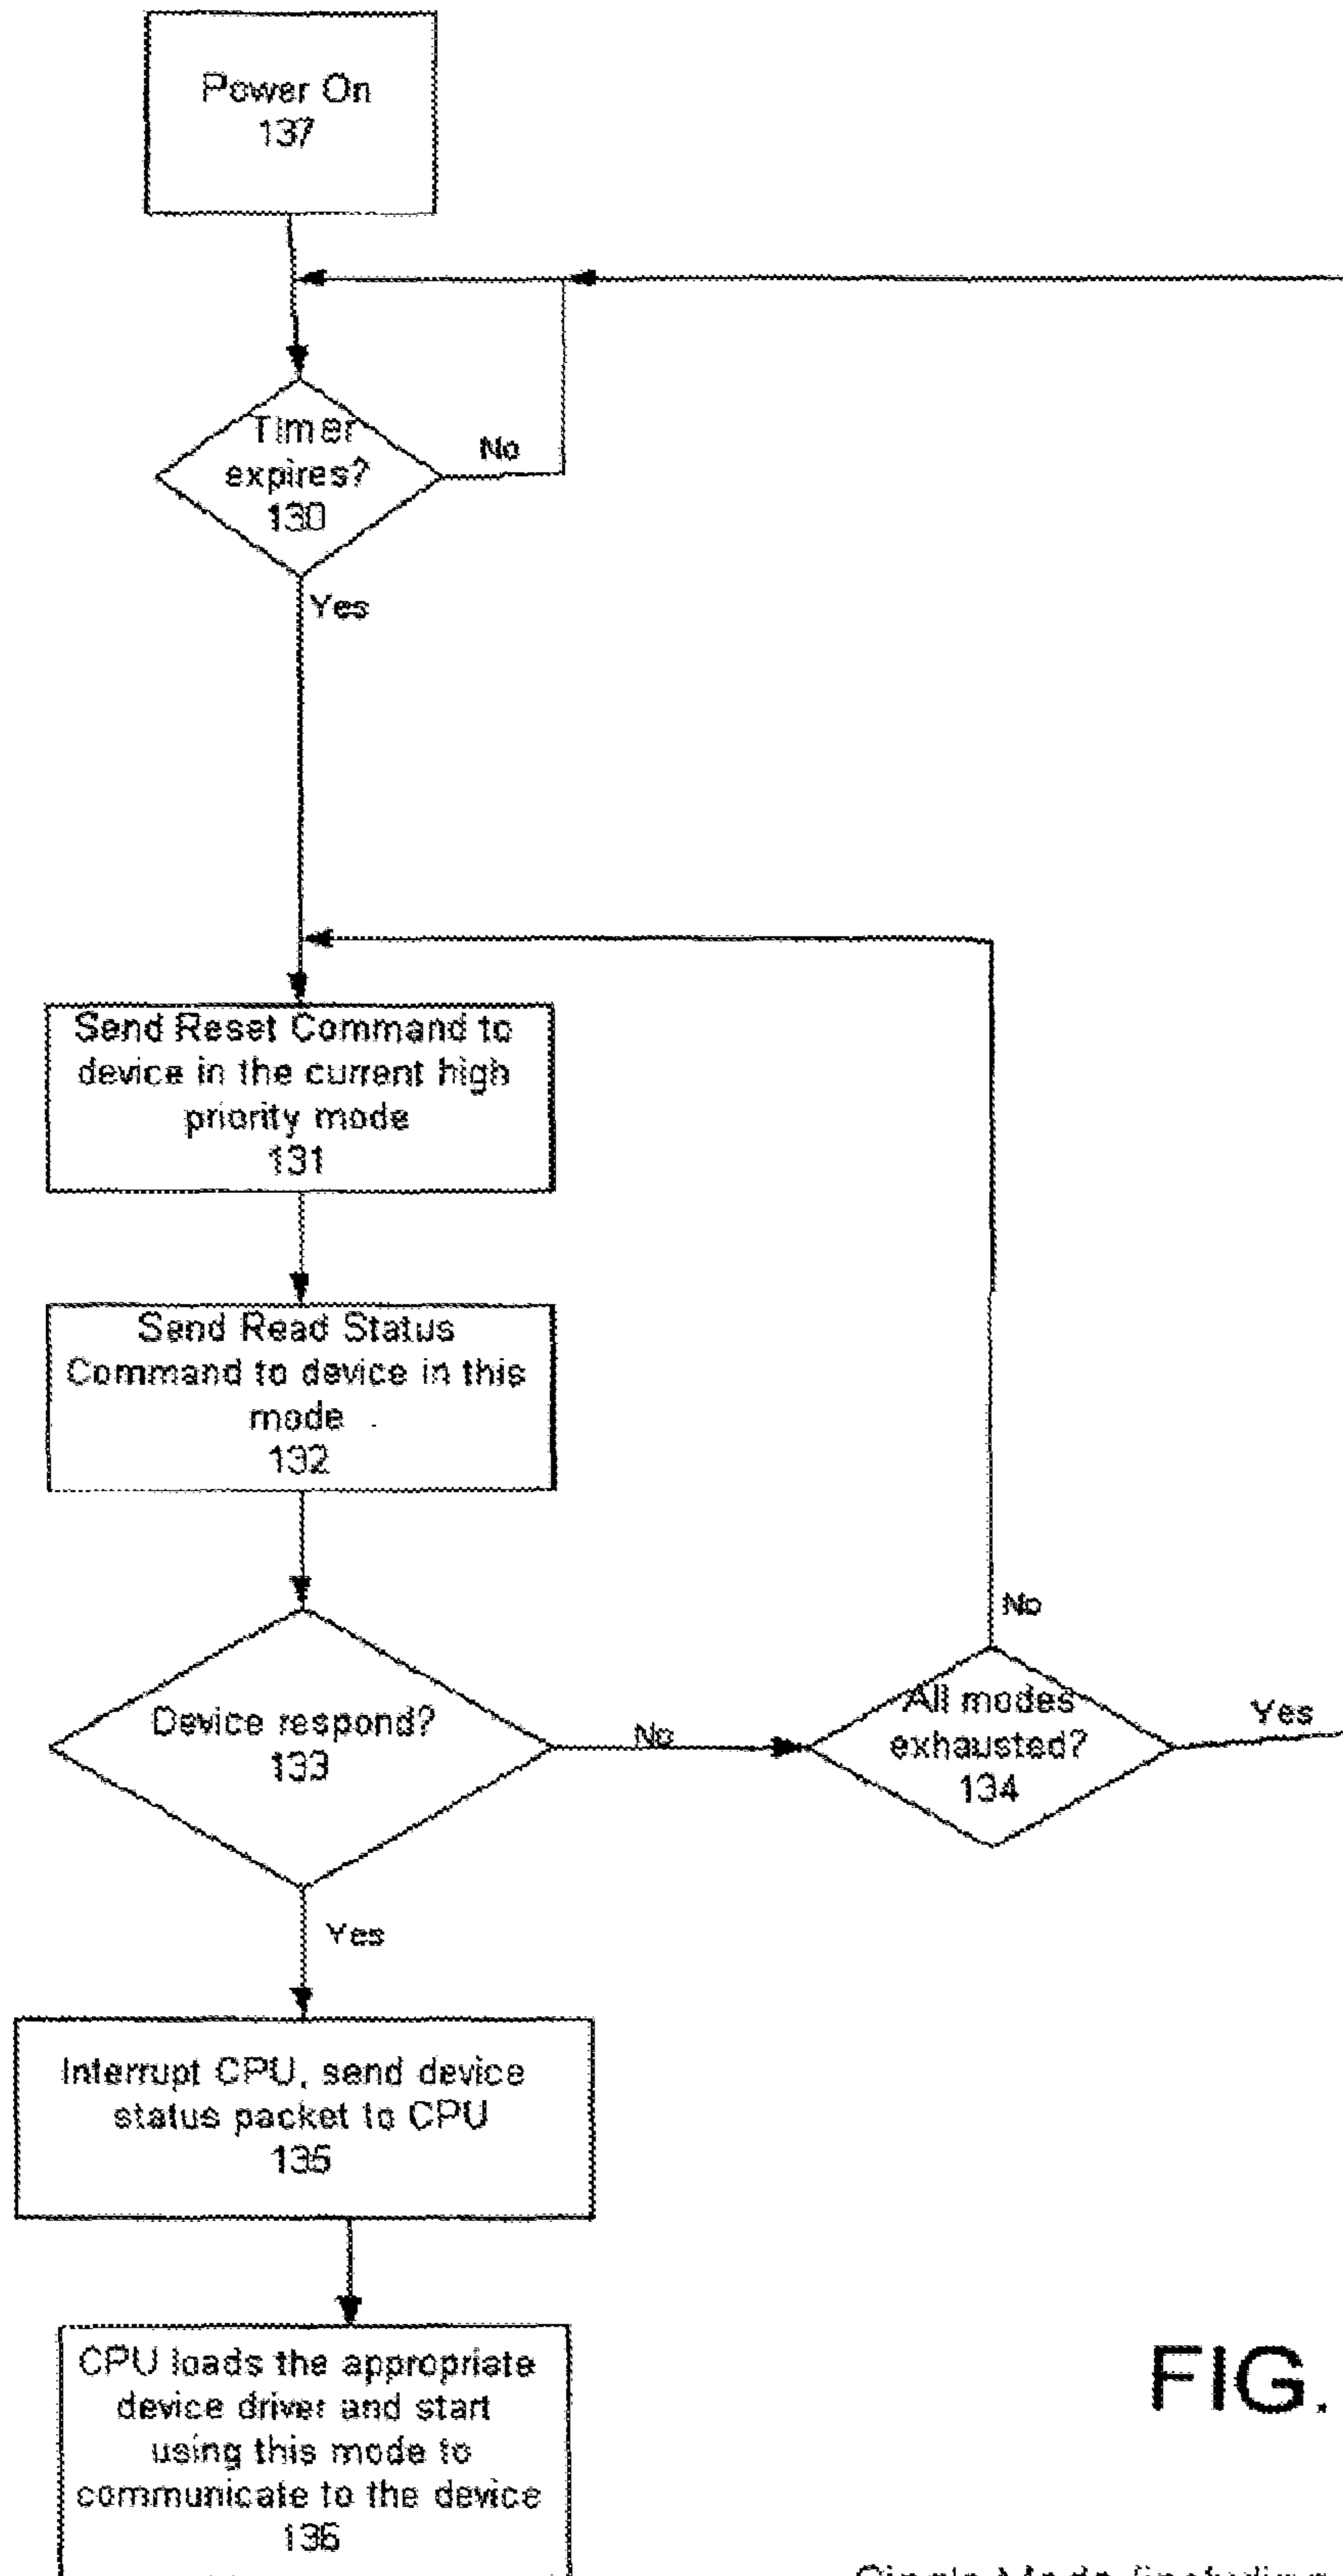 Power On
137
Timer
expires?
130
No
Yes
Send Reset Command to
device in the current high
priority mode
131
Send Read Status
Command to device in this
mode
132
Device respond?
133
No
All modes
exhausted?
134
No
Yes
Yes
Interrupt CPU, send device
status packet to CPU
135
CPU loads the appropriate
device driver and start
using this mode to
communicate to the device
136
FIG.